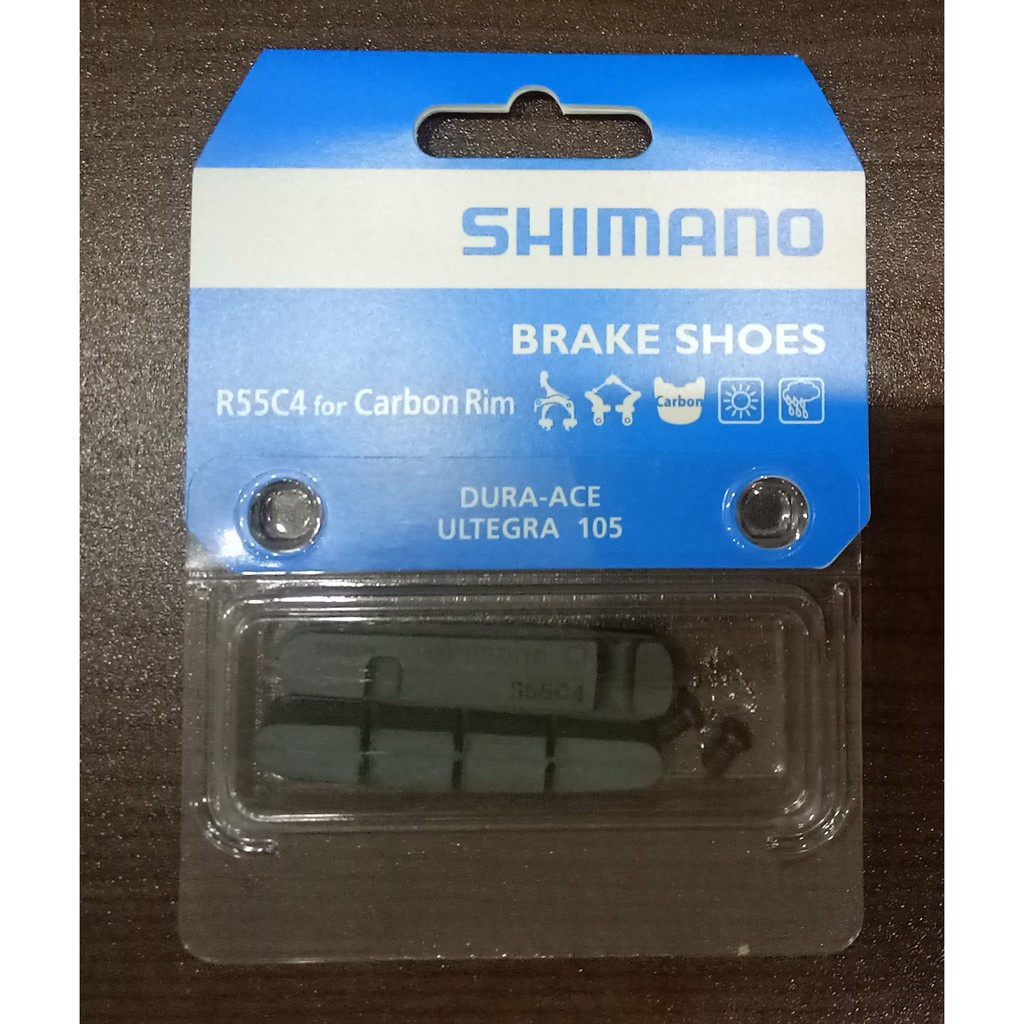 SHIMANO
BRAKE SHOES
R55C4 for Carbon Rim
Carbon
DURA-ACE
ULTEGRA 105
R55C4